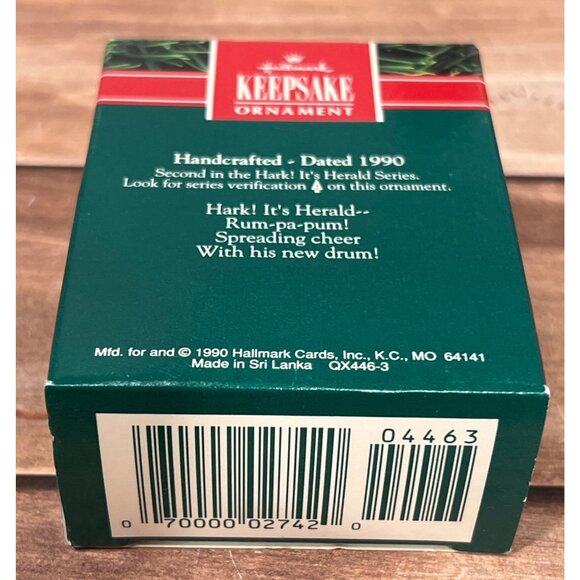 Hallmark
KEEPSAKE
ORNAMENT
Handcrafted - Dated 1990
Second in the Hark! It's Herald Series.
Look for series verification on this ornament.
Hark! It's Herald--
Rum-pa-pum!
Spreading cheer
With his new drum!
Mfd. for and © 1990 Hallmark Cards, Inc., K.C., MO 64141
Made in Sri Lanka QX446-3
04463
0 70000 02742 0